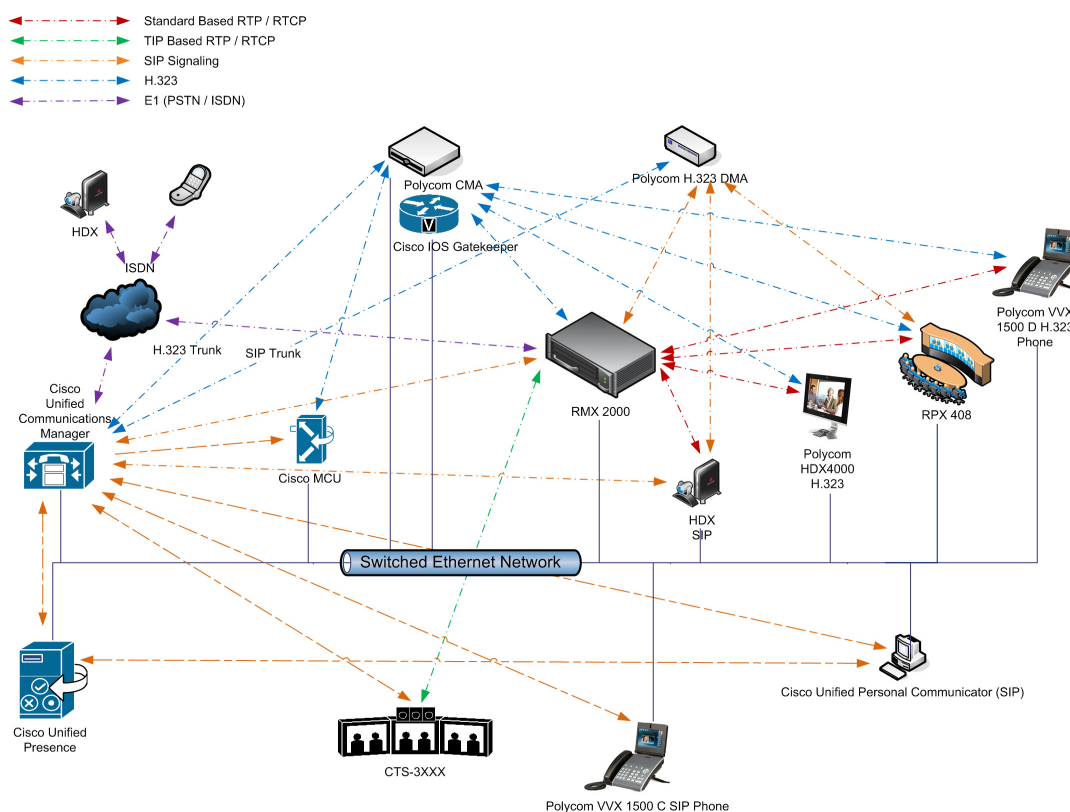 Standard Based RTP / RTCP
TIP Based RTP / RTCP
SIP Signaling
H.323
E1 (PSTN / ISDN)
Polycom CMA
Polycom H.323 DMA
HDX
Cisco IOS Gatekeeper
V
ISDN
Polycom VVX
1500 D H.323
Phone
H.323 Trunk
SIP Trunk
Cisco
Unified
Communications
Manager
RMX 2000
RPX 408
Polycom
HDX4000
H.323
Cisco MCU
HDX
SIP
Switched Ethernet Network
Cisco Unified Personal Communicator (SIP)
Cisco Unified
Presence
CTS-3XXX
Polycom VVX 1500 C SIP Phone